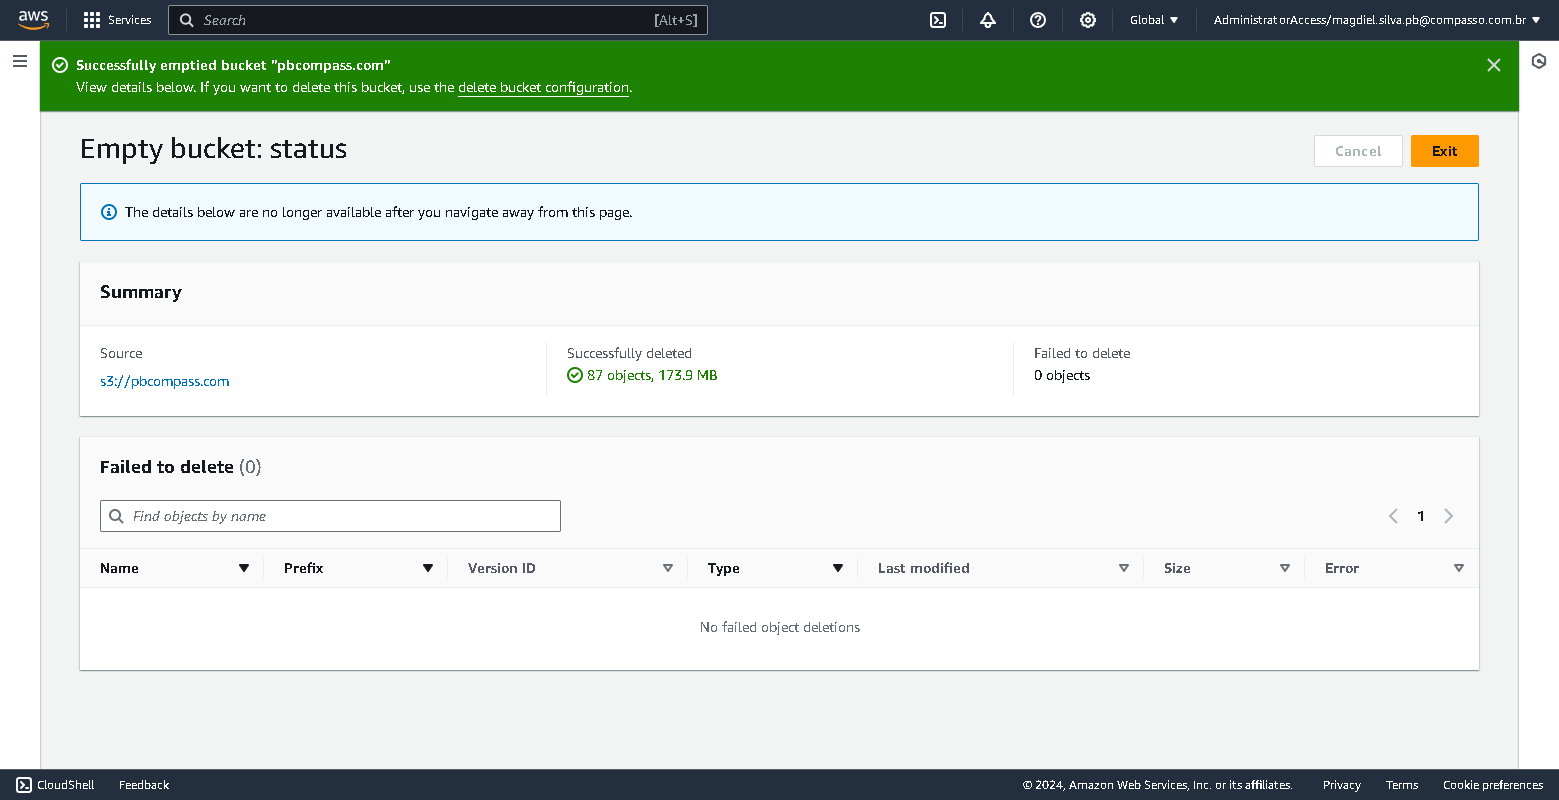 aws
Services
Search
[Alt+S]
Global
AdministratorAccess/magdiel.silva.pb@compasso.com.br
Successfully emptied bucket "pbcompass.com"
View details below. If you want to delete this bucket, use the delete bucket configuration.
Empty bucket: status
Cancel
Exit
The details below are no longer available after you navigate away from this page.
Summary
Source
s3://pbcompass.com
Successfully deleted
87 objects, 173.9 MB
Failed to delete
0 objects
Failed to delete (0)
Find objects by name
1
Name
Prefix
Version ID
Type
Last modified
Size
Error
No failed object deletions
CloudShell
Feedback
© 2024, Amazon Web Services, Inc. or its affiliates.
Privacy
Terms
Cookie preferences